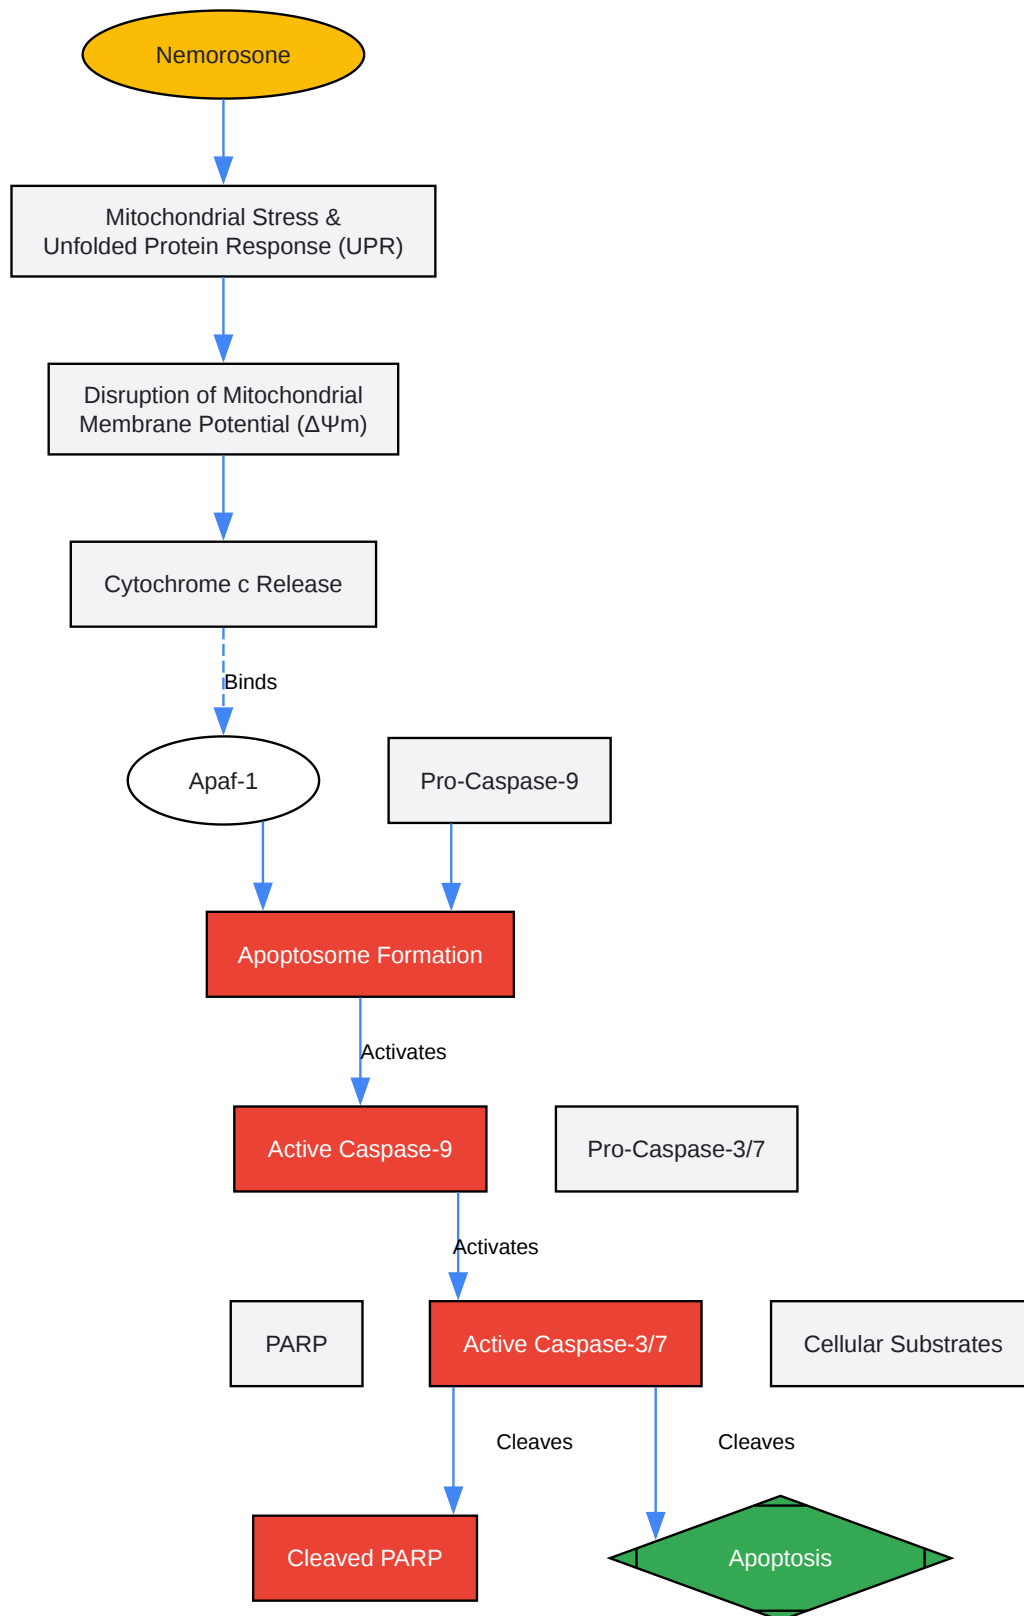 Nemorosone
Mitochondrial Stress &
Unfolded Protein Response (UPR)
Disruption of Mitochondrial
Membrane Potential (ΔΨm)
Cytochrome c Release
Binds
Apaf-1
Pro-Caspase-9
Apoptosome Formation
Activates
Active Caspase-9
Pro-Caspase-3/7
Activates
PARP
Active Caspase-3/7
Cellular Substrates
Cleaves
Cleaves
Cleaved PARP
Apoptosis